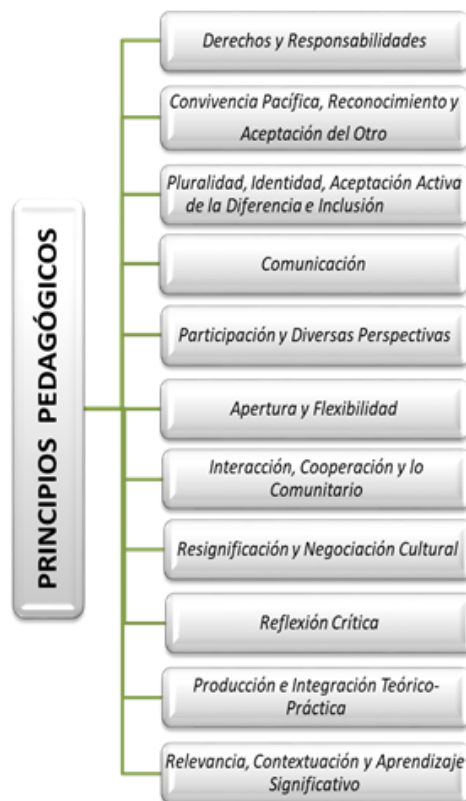 PRINCIPIOS PEDAGÓGICOS
Derechos y Responsabilidades
Convivencia Pacífica, Reconocimiento y
Aceptación del Otro
Pluralidad, Identidad, Aceptación Activa
de la Diferencia e Inclusión
Comunicación
Participación y Diversas Perspectivas
Apertura y Flexibilidad
Interacción, Cooperación y lo
Comunitario
Resignificación y Negociación Cultural
Reflexión Crítica
Producción e Integración Teórico-
Práctica
Relevancia, Contextuación y Aprendizaje
Significativo